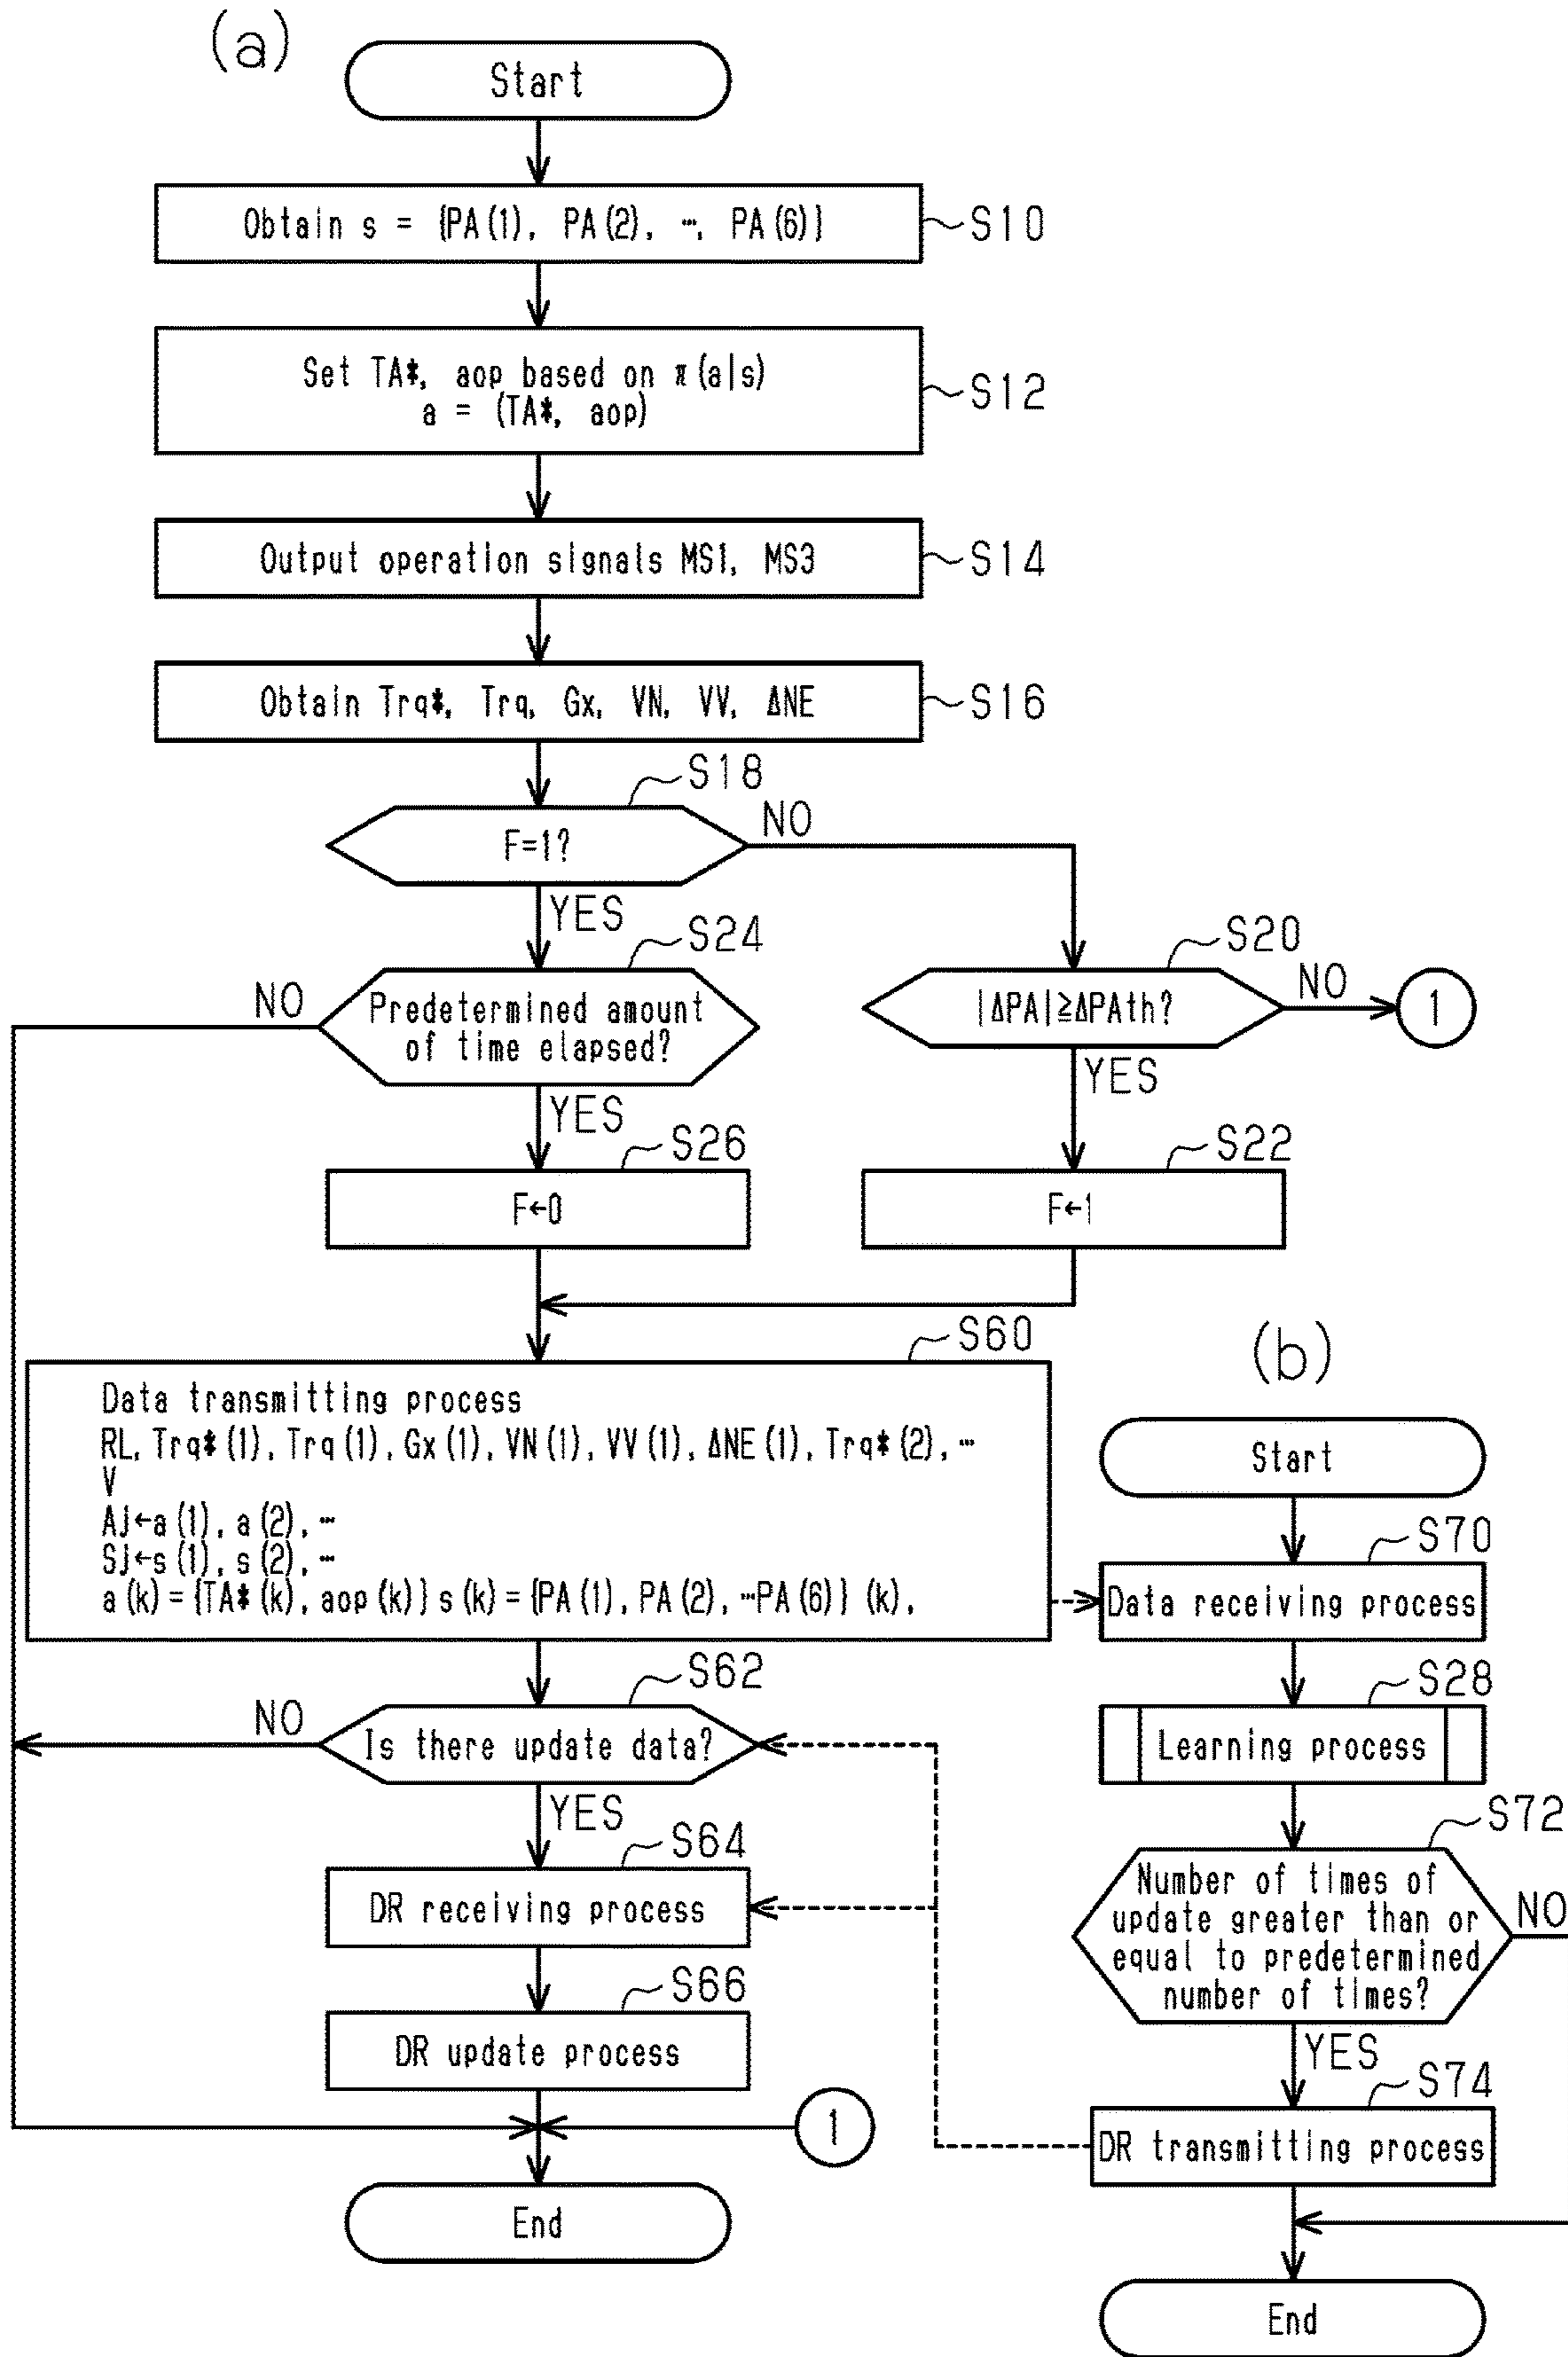 (a)
Start
Obtain s = {PA(1), PA(2), …, PA(6)}
S10
Set TA*, aop based on π(a|s)
a = (TA*, aop)
S12
Output operation signals MS1, MS3
S14
Obtain Trq*, Trq, Gx, VN, VV, ΔNE
S16
S18
F=1?
NO
YES
S24
Predetermined amount
of time elapsed?
NO
YES
S20
|ΔPA|≧ΔPAth?
NO
1
YES
S26
F←0
S22
F←1
S60
Data transmitting process
RL, Trq*(1), Trq(1), Gx(1), VN(1), VV(1), ΔNE(1), Trq*(2), …
V
Aj←a(1), a(2), …
Sj←s(1), s(2), …
a(k)={TA*(k), aop(k)} s(k)={PA(1), PA(2), …PA(6)} (k),
S62
Is there update data?
NO
YES
S64
DR receiving process
S66
DR update process
1
End
(b)
Start
S70
Data receiving process
S28
Learning process
S72
Number of times of
update greater than or
equal to predetermined
number of times?
NO
YES
S74
DR transmitting process
End